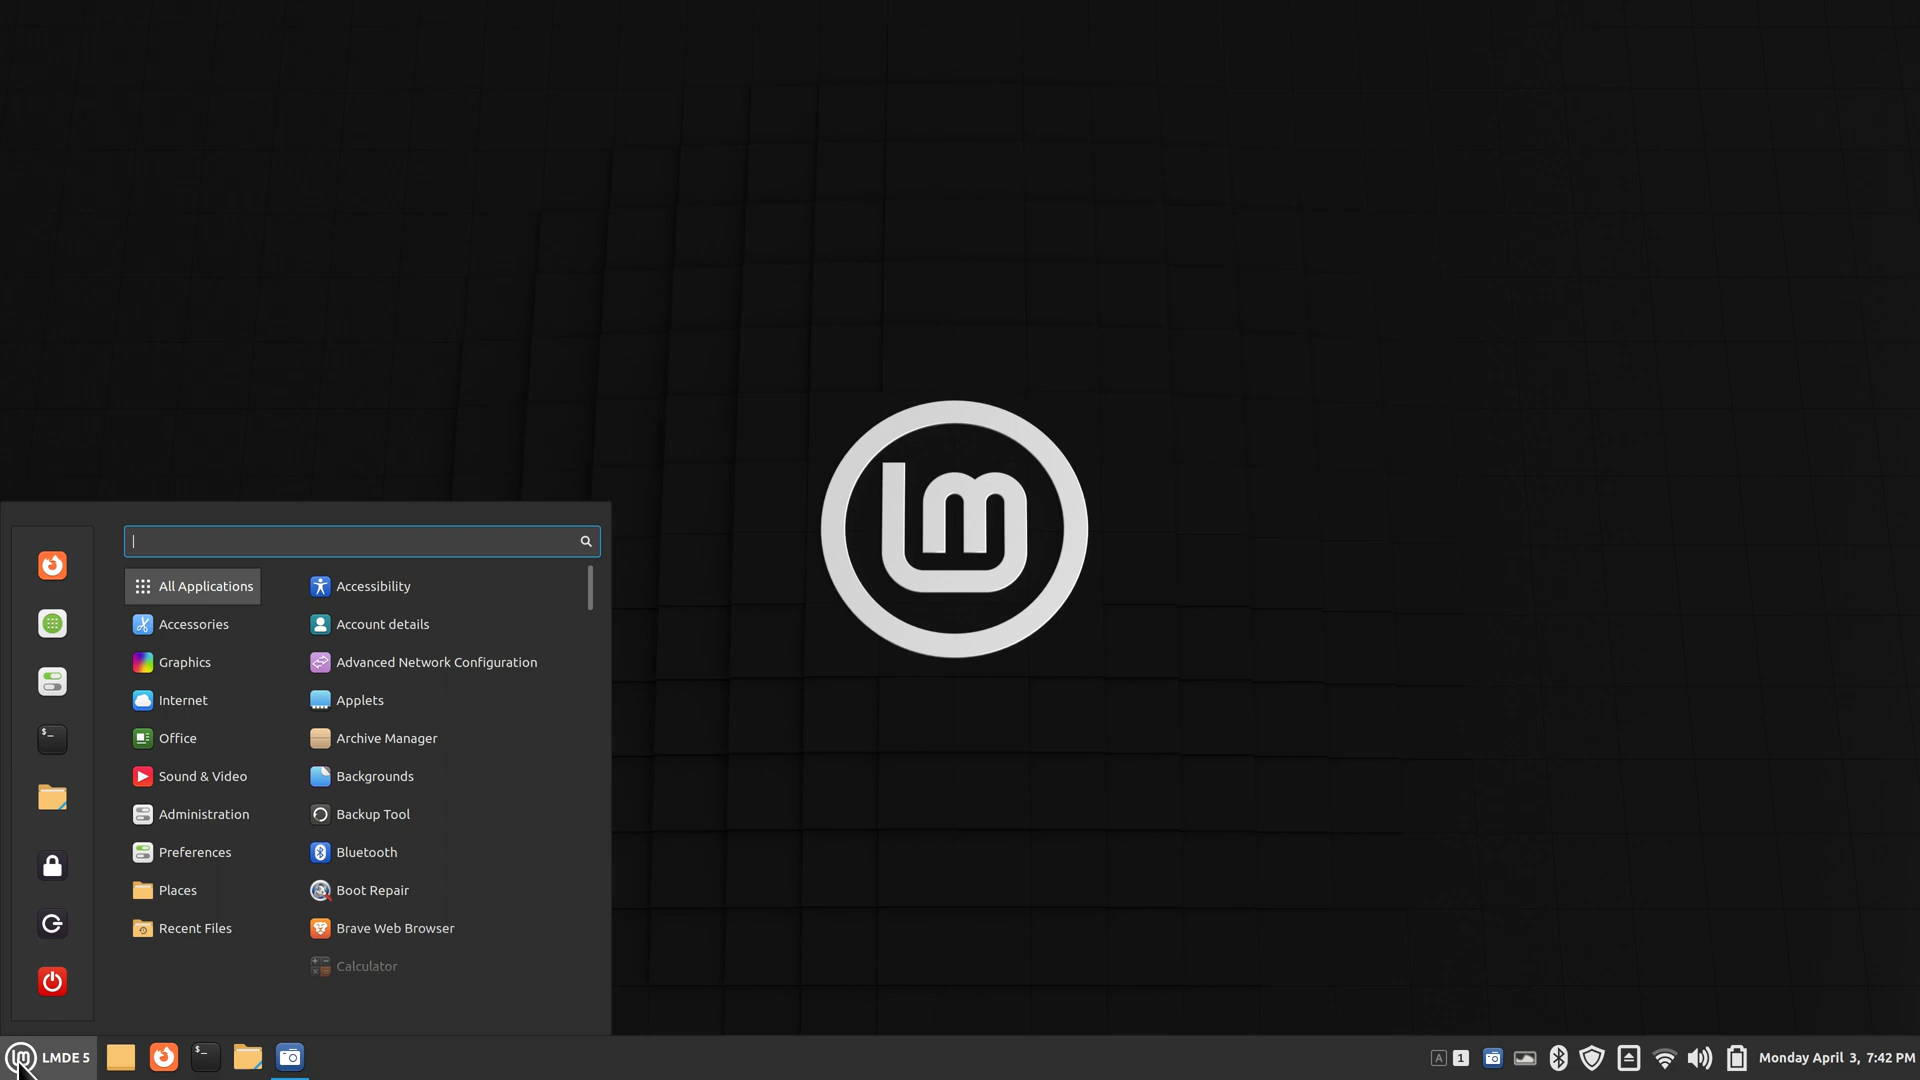 lm
All Applications
Accessories
Graphics
Internet
Office
Sound & Video
Administration
Preferences
Places
Recent Files
Accessibility
Account details
Advanced Network Configuration
Applets
Archive Manager
Backgrounds
Backup Tool
Bluetooth
Boot Repair
Brave Web Browser
Calculator
$_
lm LMDE 5
$_
A 1
Monday April 3, 7:42 PM